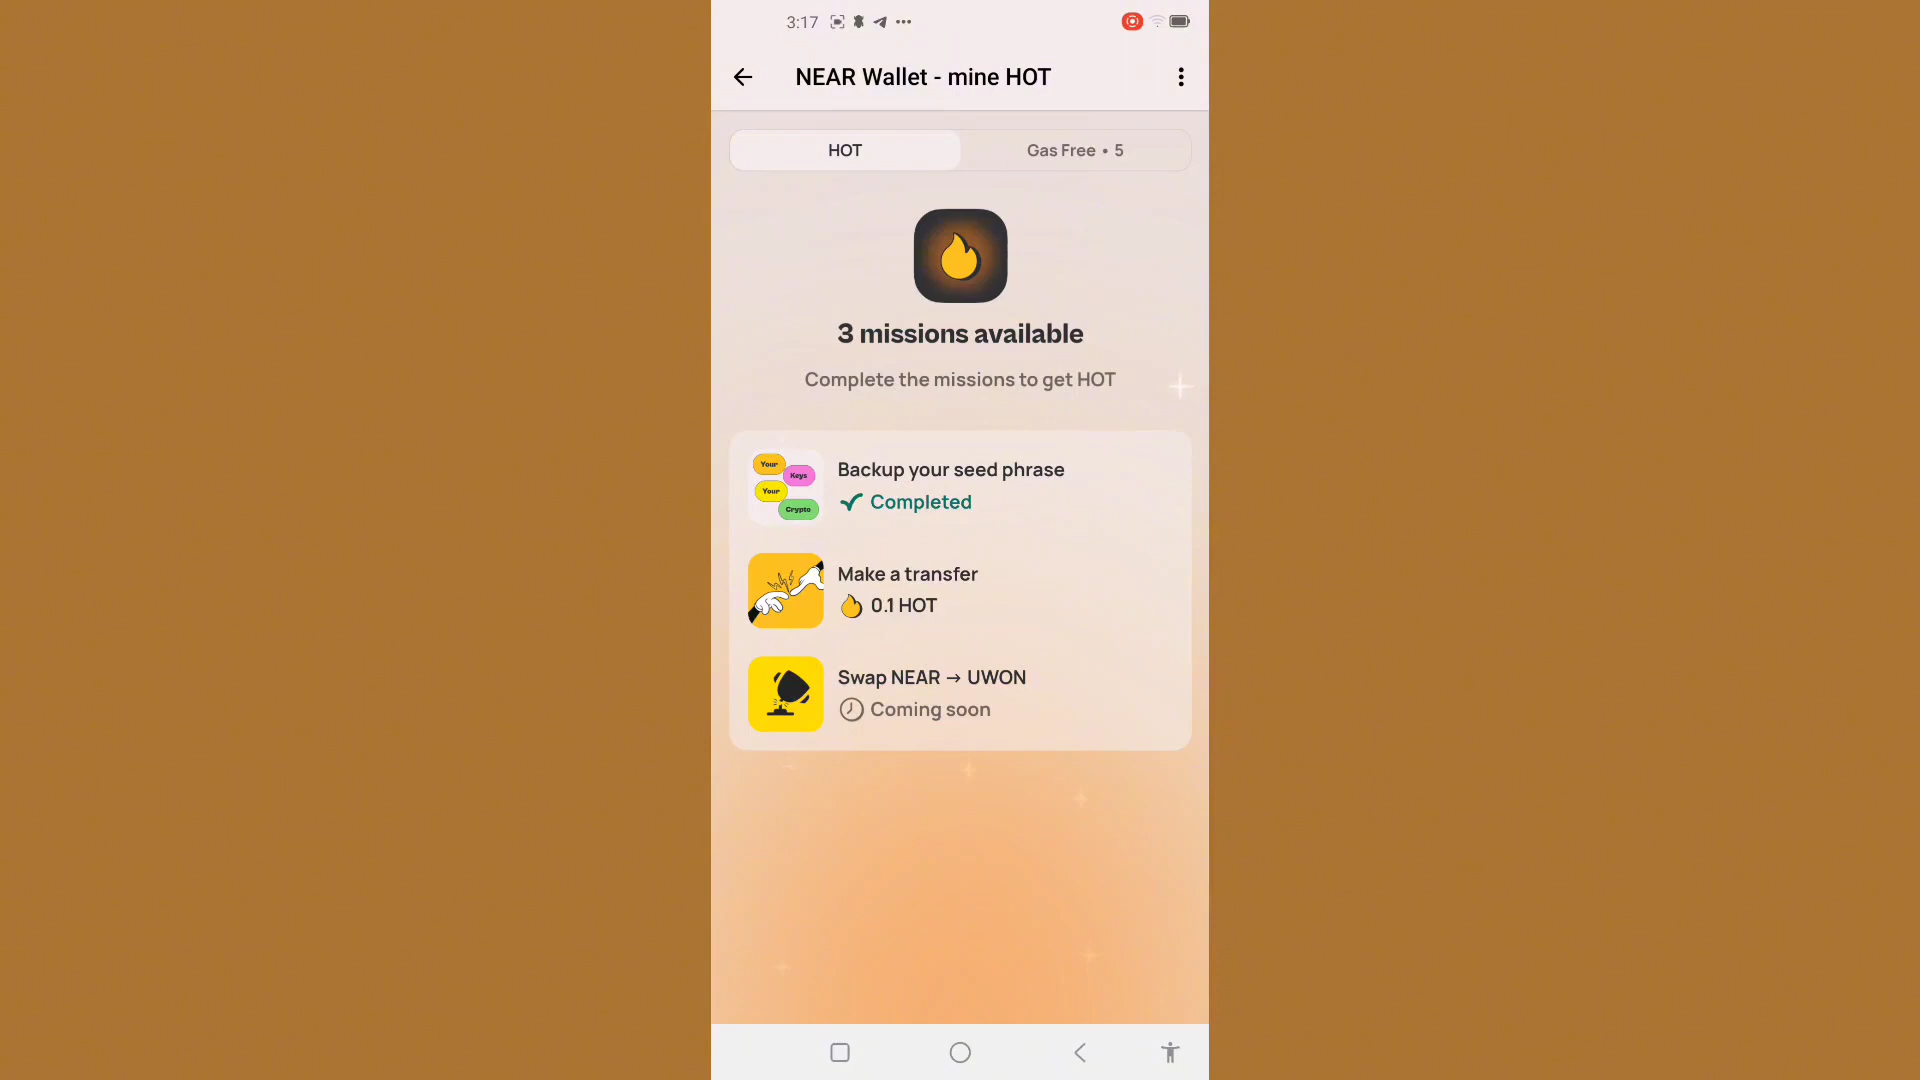 3:17
NEAR Wallet - mine HOT
HOT
Gas Free • 5
3 missions available
Complete the missions to get HOT
Your
Keys
Your
Crypto
Backup your seed phrase
Completed
Make a transfer
0.1 HOT
Swap NEAR → UWON
Coming soon